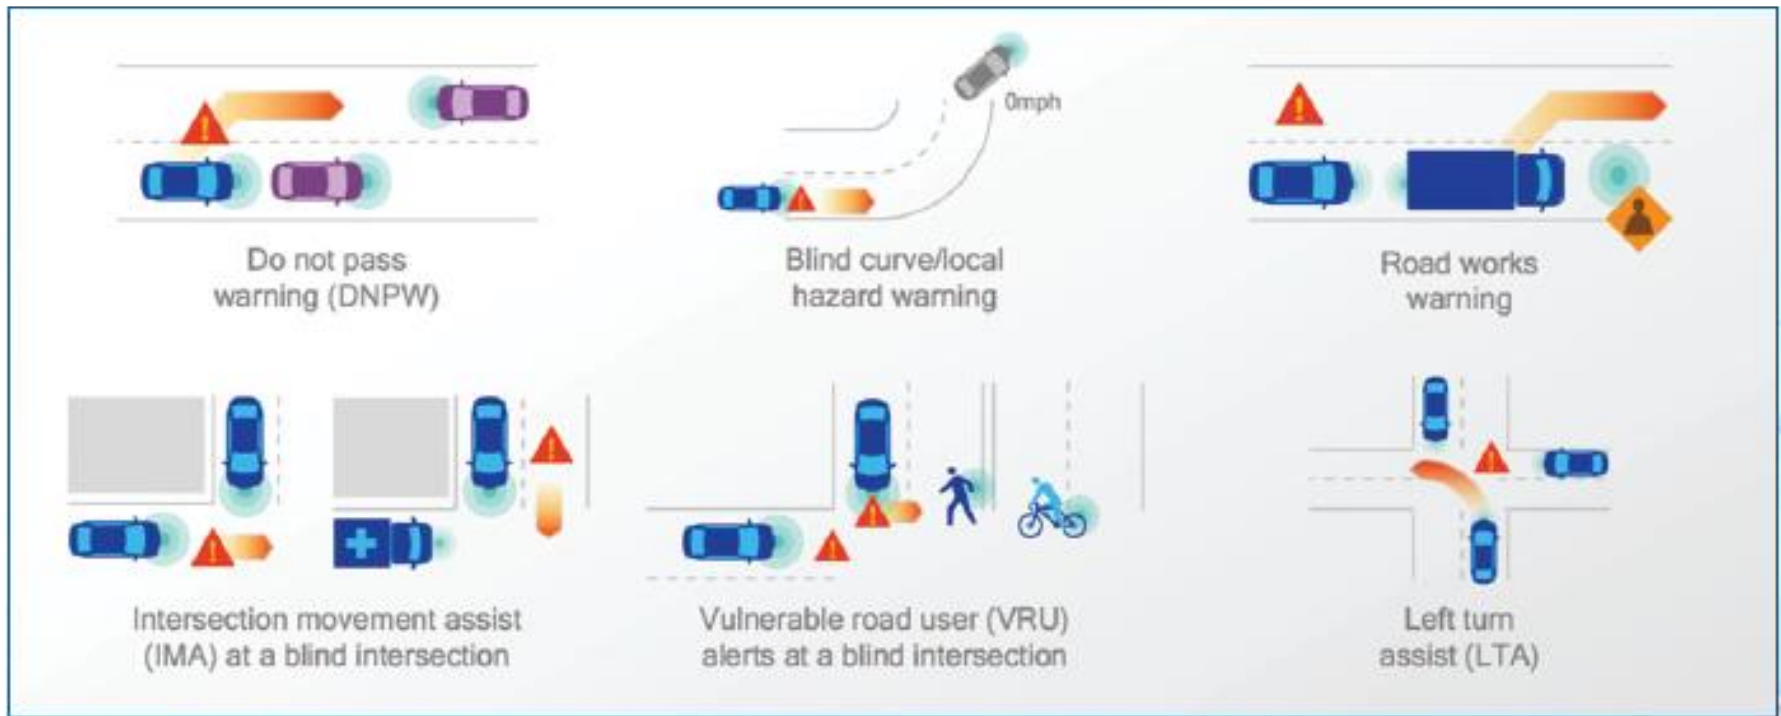 0mph
Do not pass
warning (DNPW)
Blind curve/local
hazard warning
Road works
warning
Intersection movement assist
(IMA) at a blind intersection
Vulnerable road user (VRU)
alerts at a blind intersection
Left turn
assist (LTA)